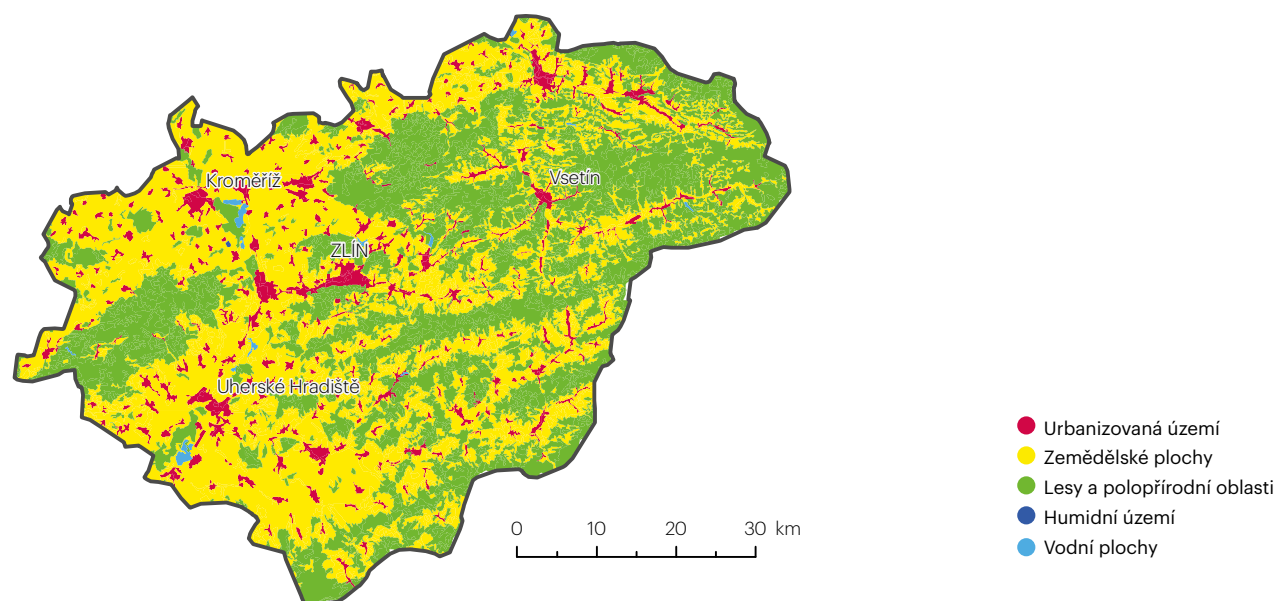 Kroměříž
Vsetín
ZLÍN
Uherské Hradiště
0 10 20 30 km
Urbanizovaná území
Zemědělské plochy
Lesy a polopřírodní oblasti
Humidní území
Vodní plochy